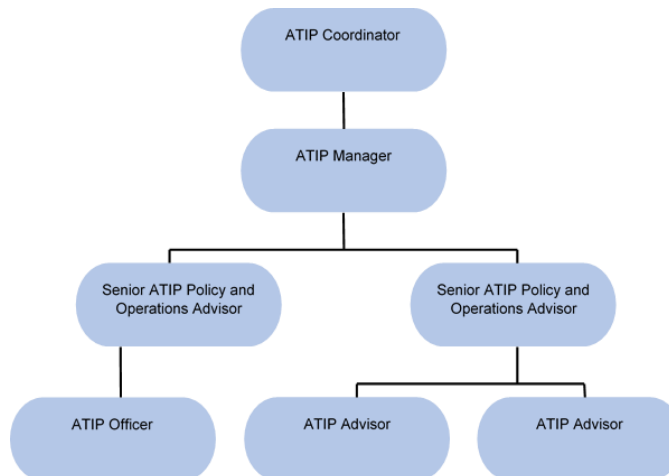 ATIP Coordinator
ATIP Manager
Senior ATIP Policy and
Operations Advisor
Senior ATIP Policy and
Operations Advisor
ATIP Officer
ATIP Advisor
ATIP Advisor